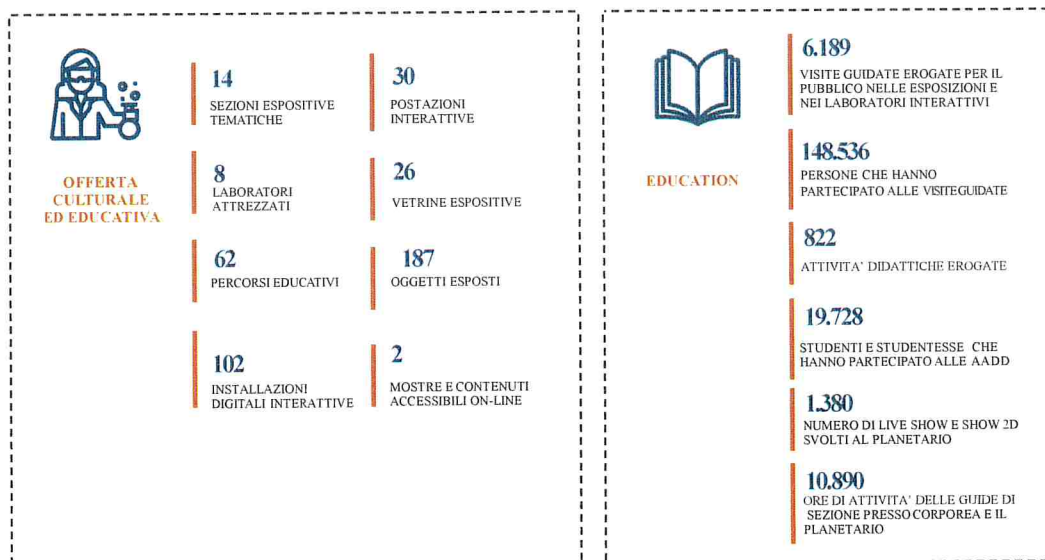 OFFERTA
CULTURALE
ED EDUCATIVA
14
SEZIONI ESPOSITIVE
TEMATICHE
30
POSTAZIONI
INTERATTIVE
8
LABORATORI
ATTREZZATI
26
VETRINE ESPOSITIVE
62
PERCORSI EDUCATIVI
187
OGGETTI ESPOSTI
102
INSTALLAZIONI
DIGITALI INTERATTIVE
2
MOSTRE E CONTENUTI
ACCESSIBILI ON-LINE
EDUCATION
6.189
VISITE GUIDATE EROGATE PER IL
PUBBLICO NELLE ESPOSIZIONI E
NEI LABORATORI INTERATTIVI
148.536
PERSONE CHE HANNO
PARTECIPATO ALLE VISITEGUIDATE
822
ATTIVITA' DIDATTICHE EROGATE
19.728
STUDENTI E STUDENTESSE CHE
HANNO PARTECIPATO ALLE AADD
1.380
NUMERO DI LIVE SHOW E SHOW 2D
SVOLTI AL PLANETARIO
10.890
ORE DI ATTIVITA' DELLE GUIDE DI
SEZIONE PRESSO CORPOREA E IL
PLANETARIO